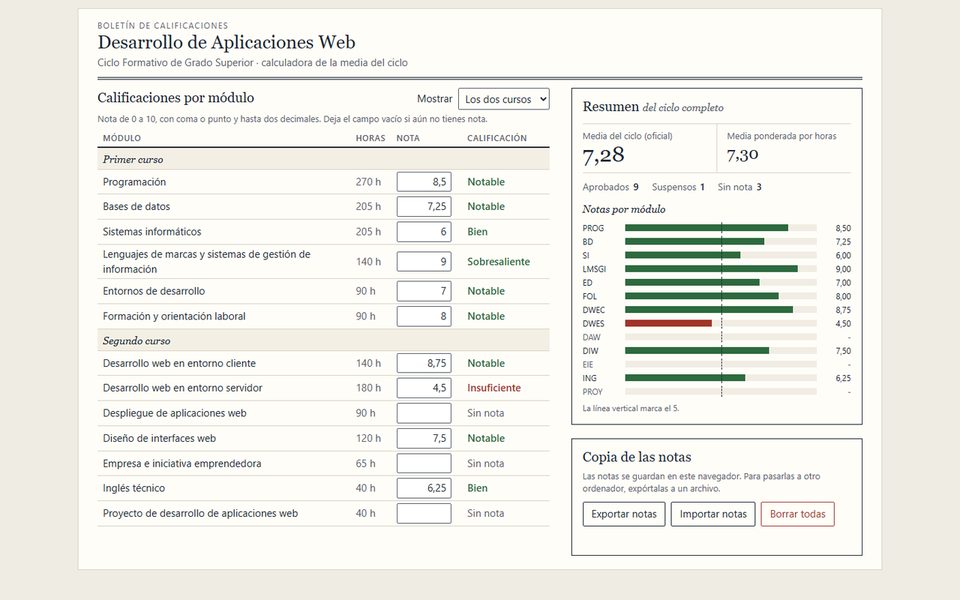 BOLETÍN DE CALIFICACIONES
Desarrollo de Aplicaciones Web
Ciclo Formativo de Grado Superior · calculadora de la media del ciclo
Calificaciones por módulo
Mostrar Los dos cursos
Nota de 0 a 10, con coma o punto y hasta dos decimales. Deja el campo vacío si aún no tienes nota.
MÓDULO HORAS NOTA CALIFICACIÓN
Primer curso
Programación 270 h 8,5 Notable
Bases de datos 205 h 7,25 Notable
Sistemas informáticos 205 h 6 Bien
Lenguajes de marcas y sistemas de gestión de
información 140 h 9 Sobresaliente
Entornos de desarrollo 90 h 7 Notable
Formación y orientación laboral 90 h 8 Notable
Segundo curso
Desarrollo web en entorno cliente 140 h 8,75 Notable
Desarrollo web en entorno servidor 180 h 4,5 Insuficiente
Despliegue de aplicaciones web 90 h Sin nota
Diseño de interfaces web 120 h 7,5 Notable
Empresa e iniciativa emprendedora 65 h Sin nota
Inglés técnico 40 h 6,25 Bien
Proyecto de desarrollo de aplicaciones web 40 h Sin nota
Resumen del ciclo completo
Media del ciclo (oficial)
7,28
Media ponderada por horas
7,30
Aprobados 9 Suspensos 1 Sin nota 3
Notas por módulo
PROG 8,50
BD 7,25
SI 6,00
LMSGI 9,00
ED 7,00
FOL 8,00
DWEC 8,75
DWES 4,50
DAW -
DIW 7,50
EIE -
ING 6,25
PROY -
La línea vertical marca el 5.
Copia de las notas
Las notas se guardan en este navegador. Para pasarlas a otro
ordenador, expórtalas a un archivo.
Exportar notas Importar notas Borrar todas